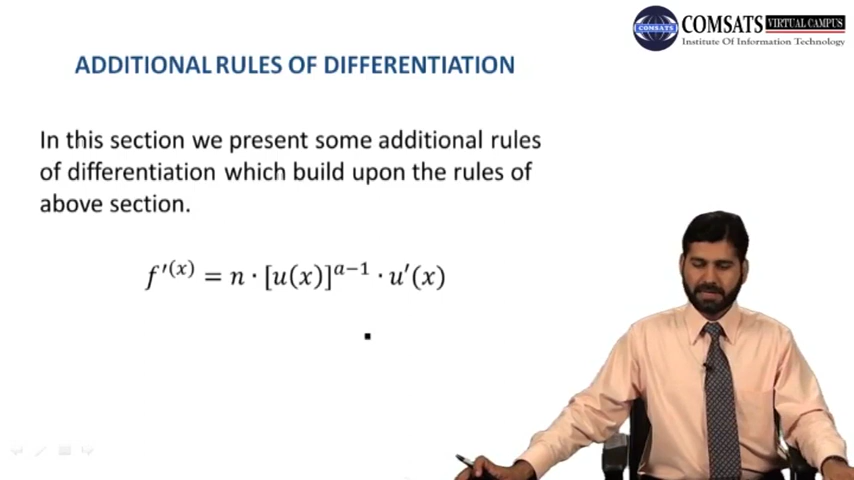 COMSATS VIRTUAL CAMPUS
COMSATS
Institute Of Information Technology
ADDITIONAL RULES OF DIFFERENTIATION
In this section we present some additional rules
of differentiation which build upon the rules of
above section.
f′⁽ˣ⁾ = n · [u(x)]ᵃ⁻¹ · u′(x)